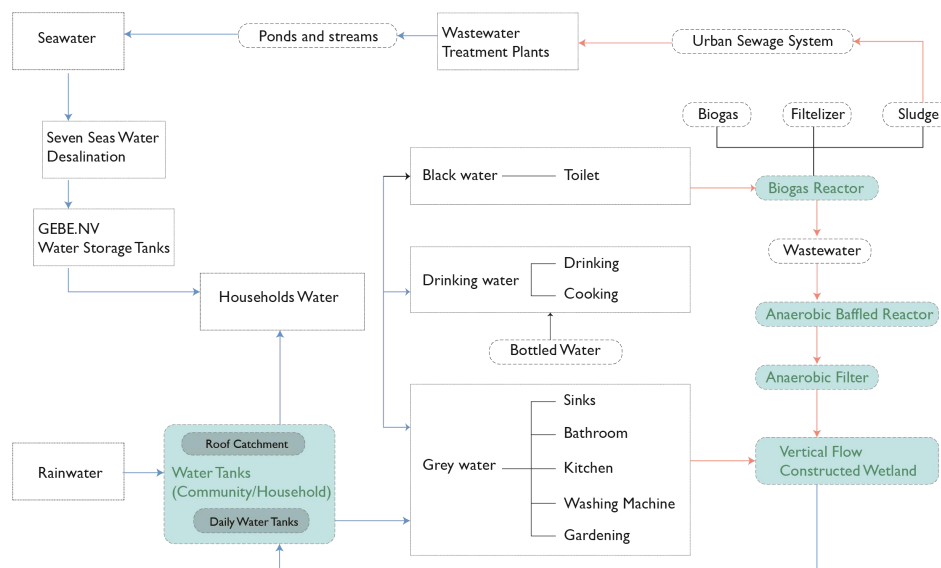 Seawater
Ponds and streams
Wastewater
Treatment Plants
Urban Sewage System
Biogas
Filtelizer
Sludge
Seven Seas Water
Desalination
Black water
Toilet
Biogas Reactor
GEBE.NV
Water Storage Tanks
Wastewater
Drinking water
Drinking
Cooking
Households Water
Anaerobic Baffled Reactor
Bottled Water
Anaerobic Filter
Sinks
Bathroom
Grey water
Kitchen
Washing Machine
Gardening
Vertical Flow
Constructed Wetland
Rainwater
Roof Catchment
Water Tanks
(Community/Household)
Daily Water Tanks